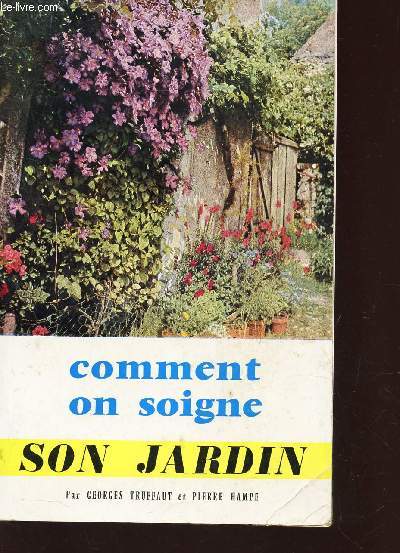 le-livre.com
comment
on soigne
SON JARDIN
Par GEORGES TRUFFAUT et PIERRE HAMPE